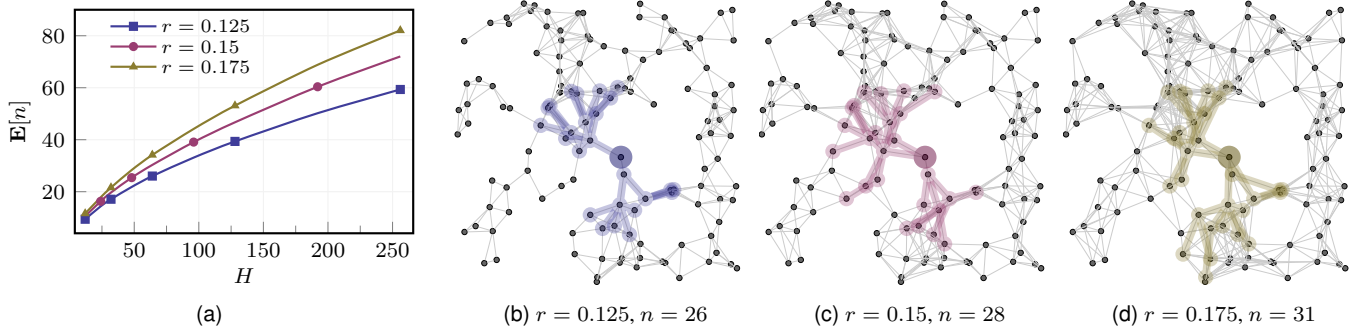 80
60
40
20
E[n]
r = 0.125
r = 0.15
r = 0.175
50 100 150 200 250
H
(a)
(b) r = 0.125, n = 26
(c) r = 0.15, n = 28
(d) r = 0.175, n = 31